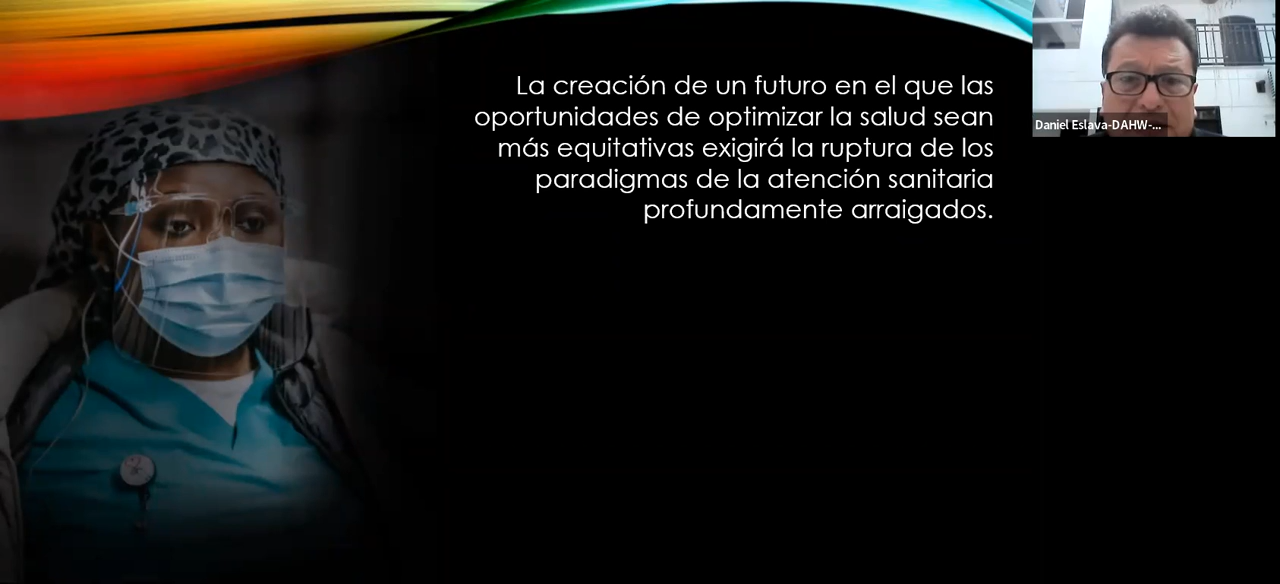 La creación de un futuro en el que las
oportunidades de optimizar la salud sean
más equitativas exigirá la ruptura de los
paradigmas de la atención sanitaria
profundamente arraigados.
Daniel Eslava-DAHW-...